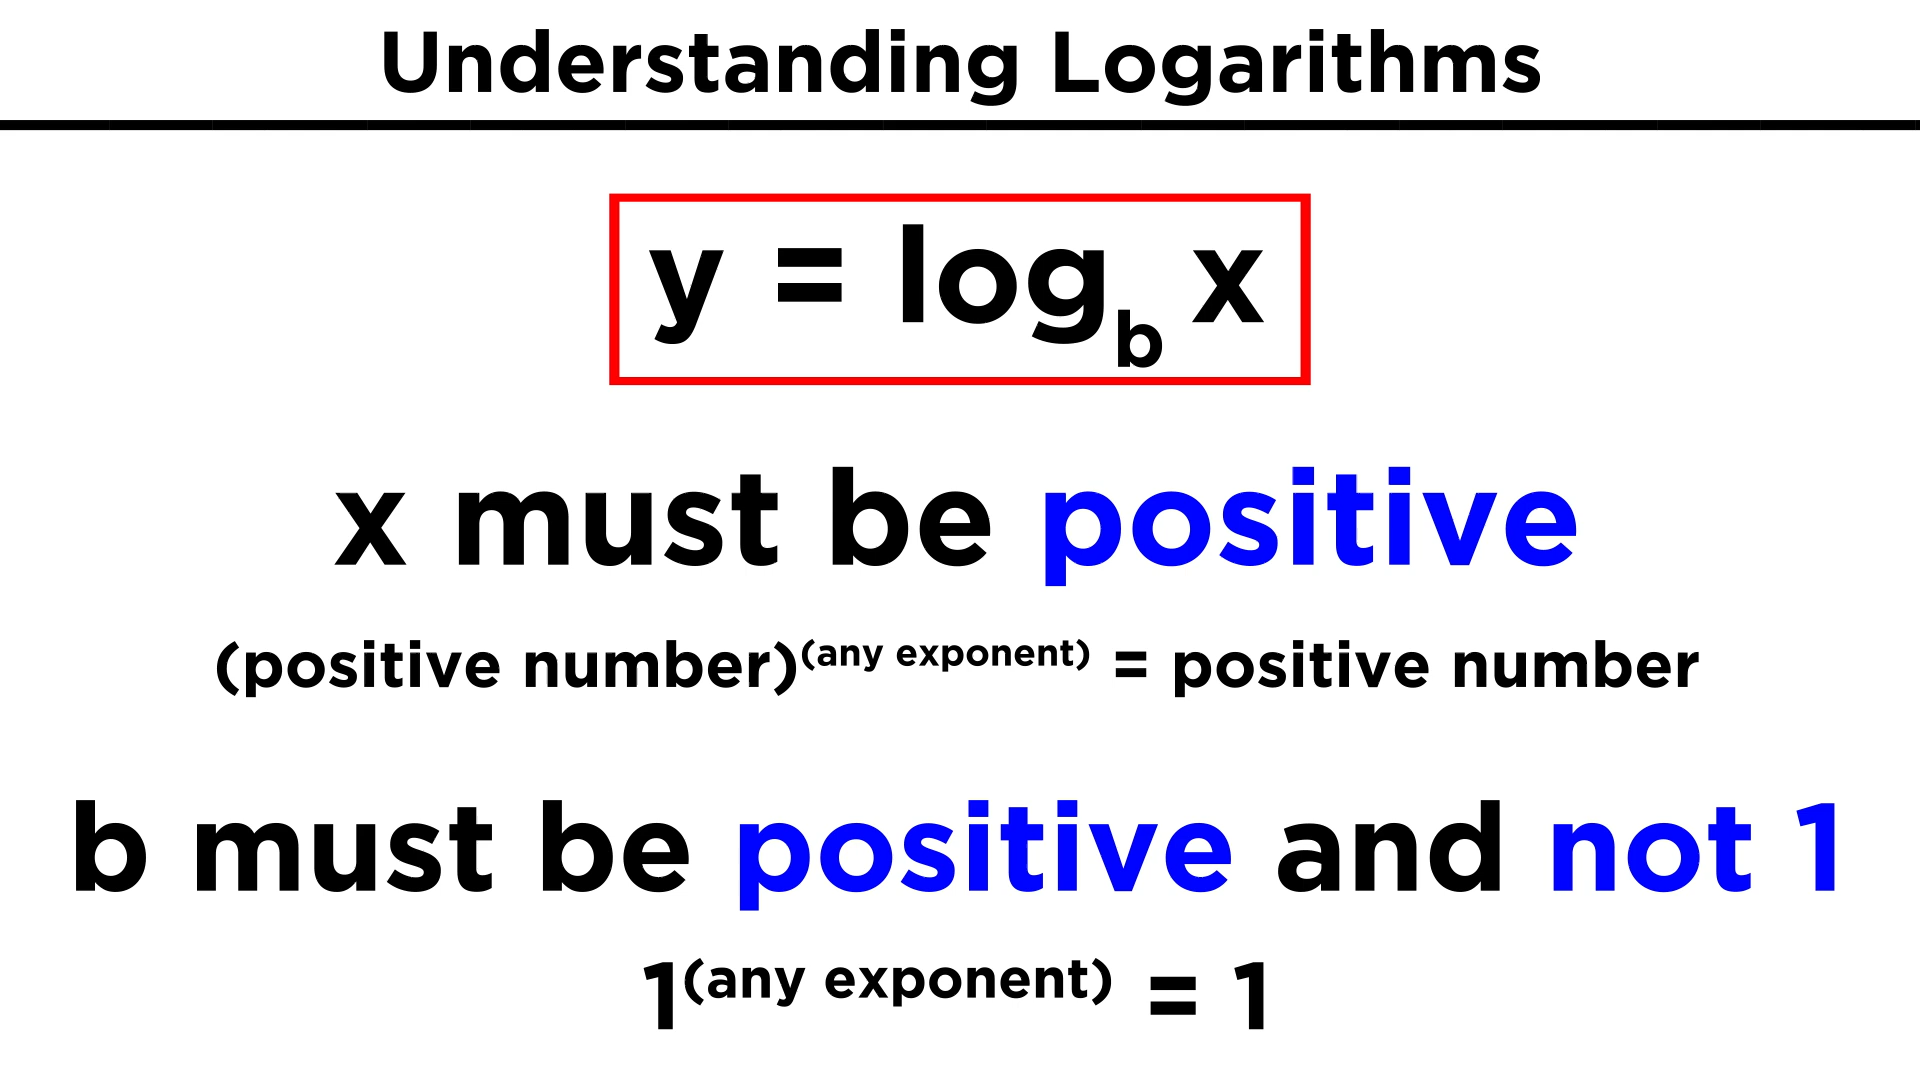 Understanding Logarithms
y = log_b x
x must be positive
(positive number)^(any exponent) = positive number
b must be positive and not 1
1^(any exponent) = 1